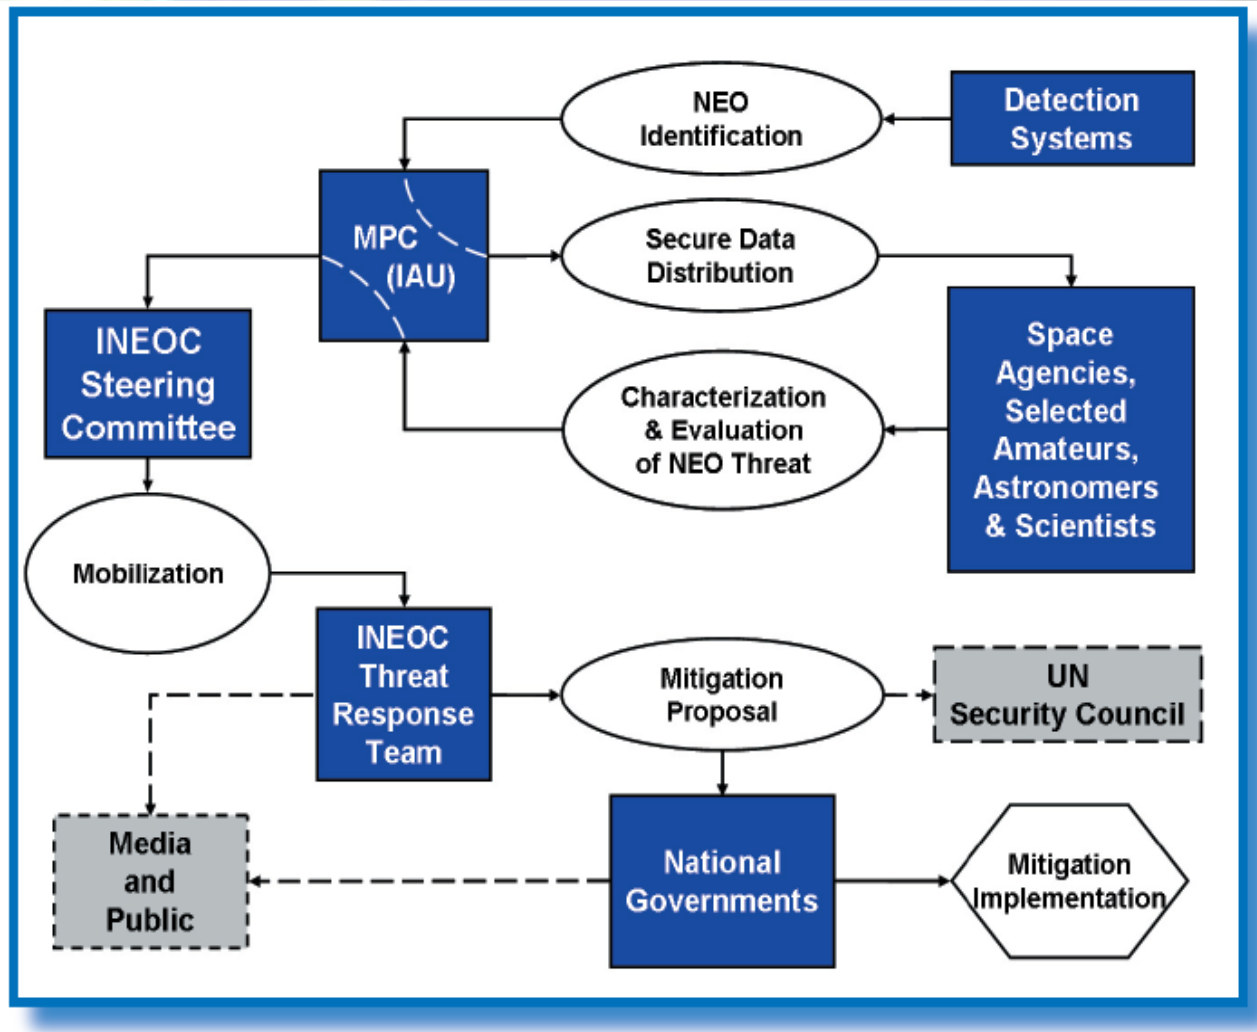 NEO
Identification
Detection
Systems
MPC
(IAU)
Secure Data
Distribution
INEOC
Steering
Committee
Characterization
& Evaluation
of NEO Threat
Space
Agencies,
Selected
Amateurs,
Astronomers
& Scientists
Mobilization
INEOC
Threat
Response
Team
Mitigation
Proposal
UN
Security Council
Media
and
Public
National
Governments
Mitigation
Implementation